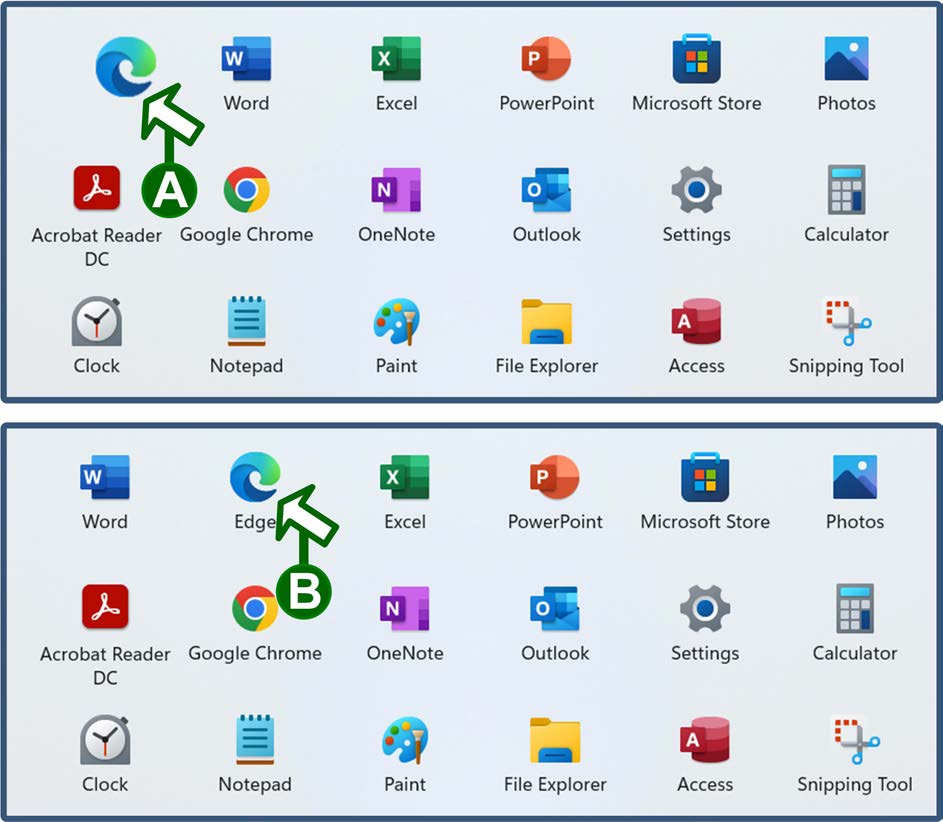 W Word
X Excel
P PowerPoint
Microsoft Store
Photos
A
Acrobat Reader DC
Google Chrome
N OneNote
O Outlook
Settings
Calculator
Clock
Notepad
Paint
File Explorer
A Access
Snipping Tool
W Word
Edge
X Excel
P PowerPoint
Microsoft Store
Photos
B
Acrobat Reader DC
Google Chrome
N OneNote
O Outlook
Settings
Calculator
Clock
Notepad
Paint
File Explorer
A Access
Snipping Tool